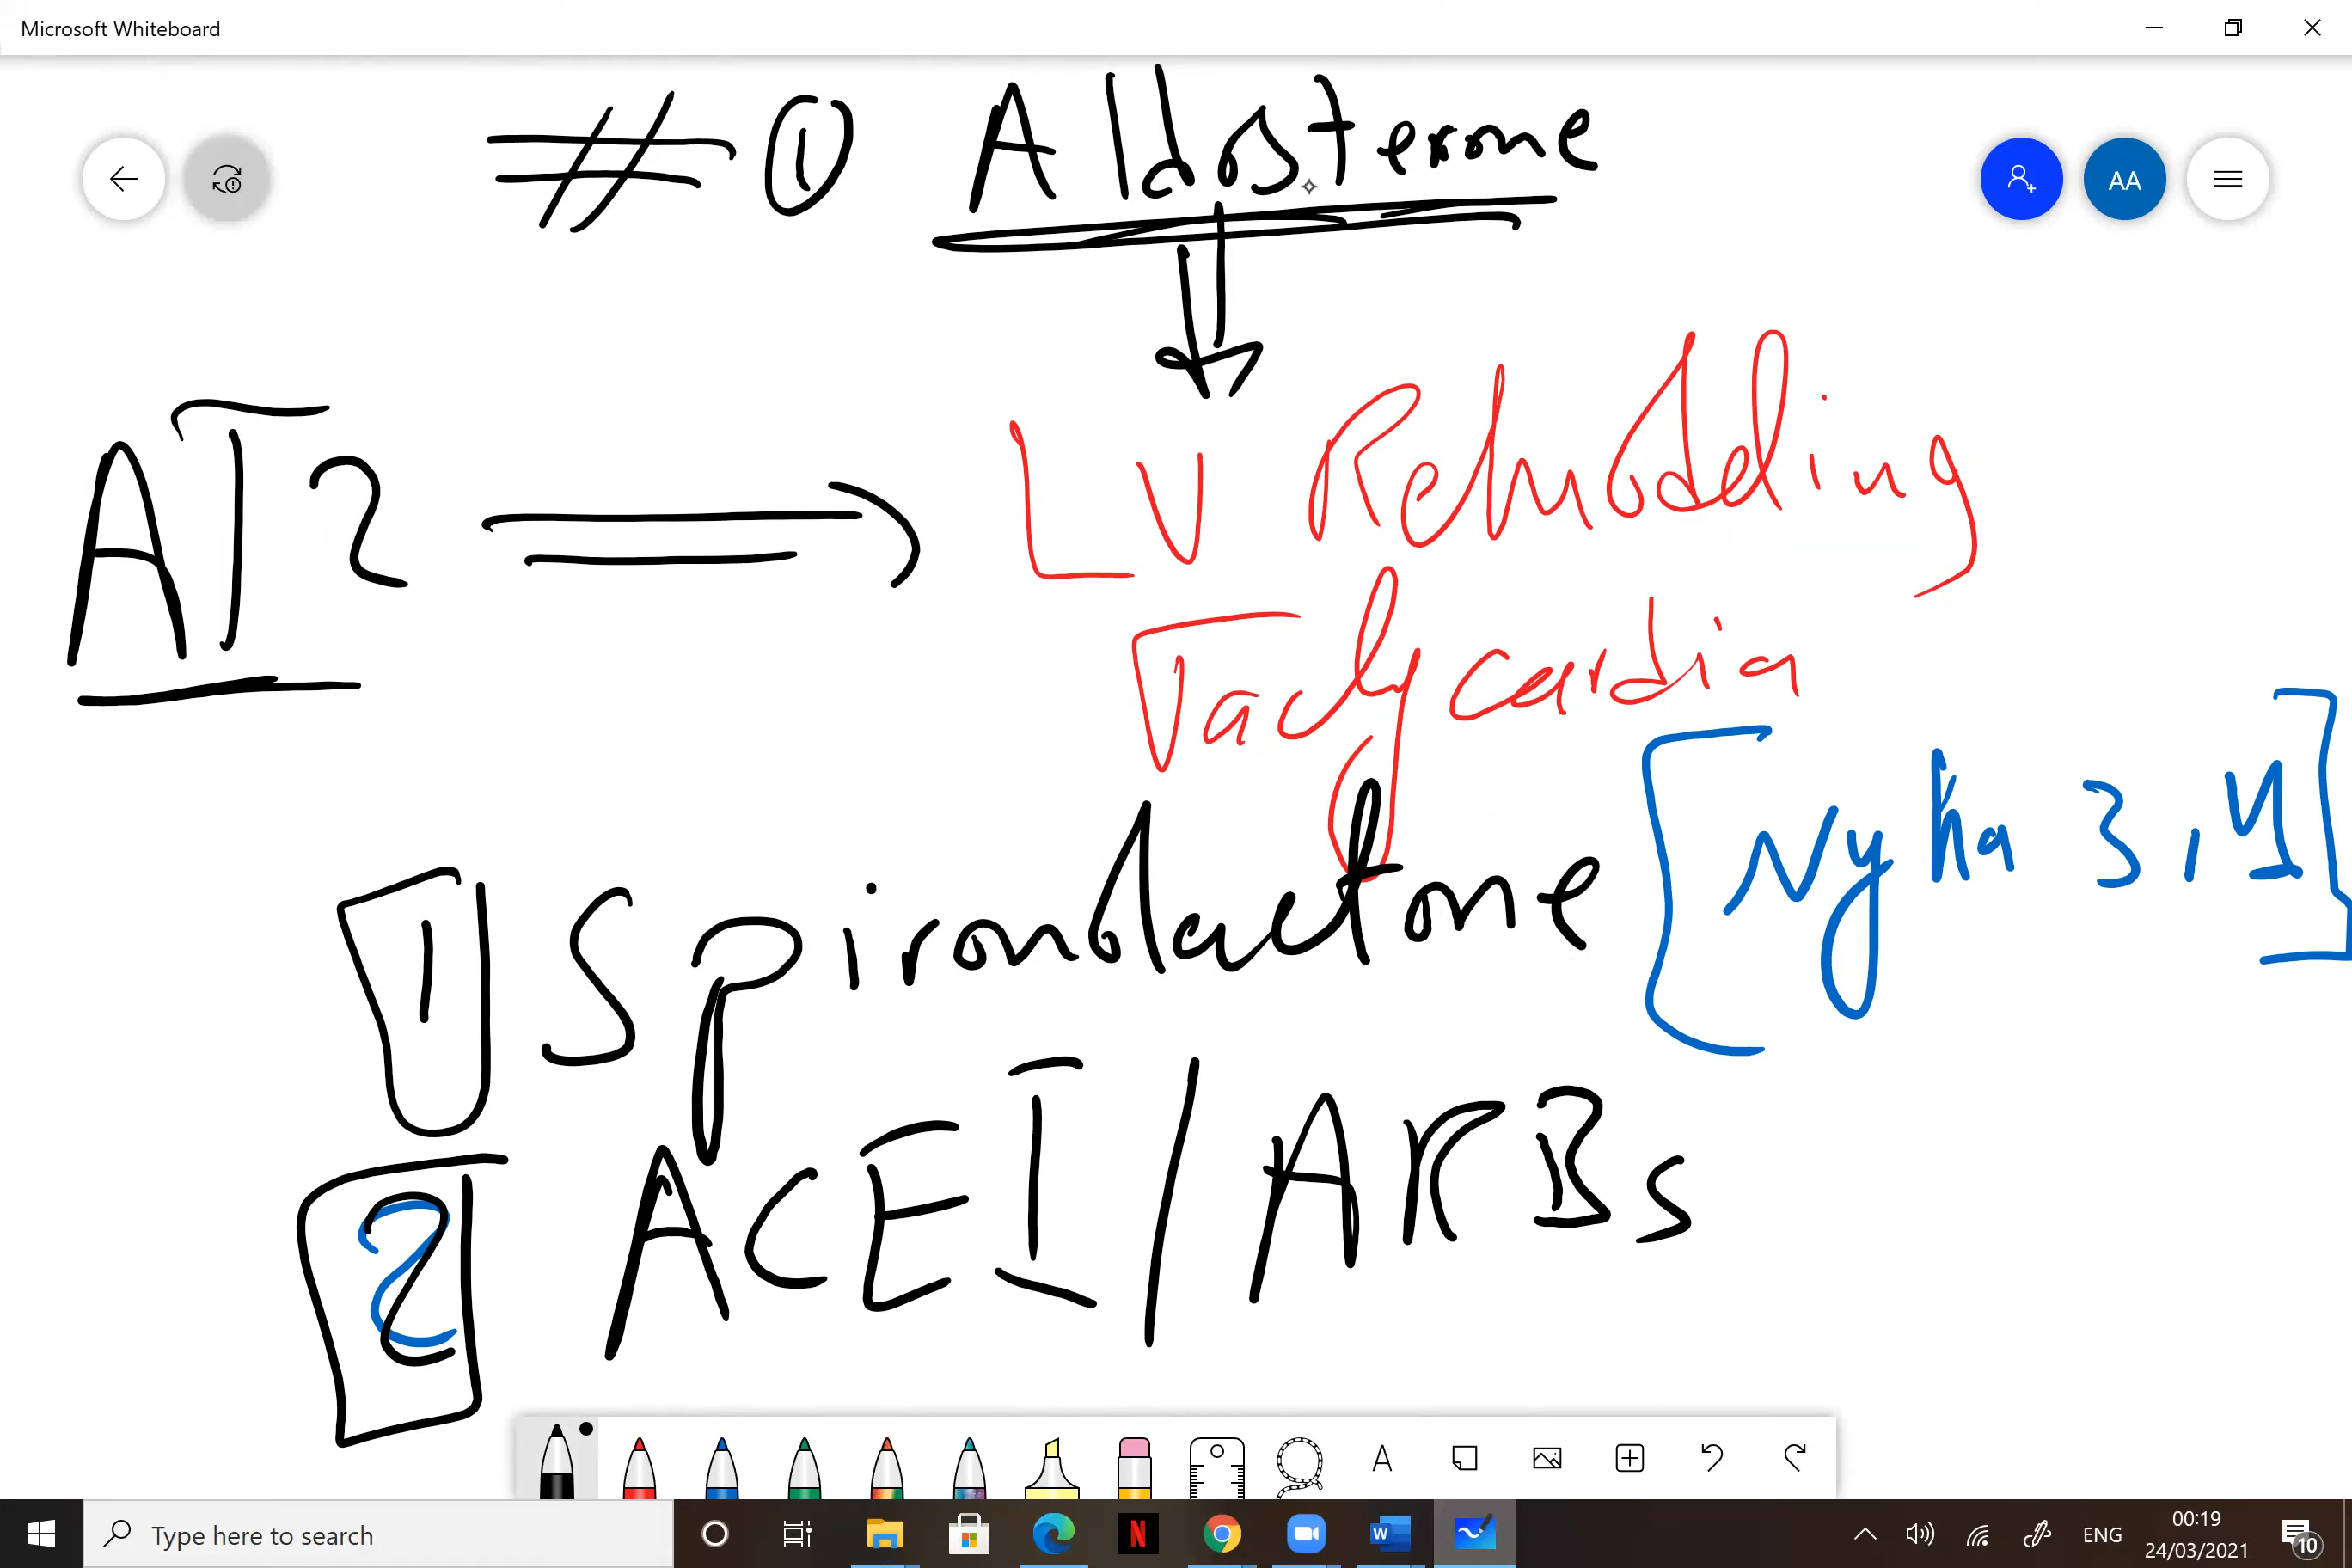 Microsoft Whiteboard
# ① Aldosterone
AA
AT2 ⟹ LV Remodeling
Tachycardia
[Nyha 3,4]
1 Spironolactone
2 ACEI/ARBs
A
N
W
Type here to search
ENG
00:19
24/03/2021
10